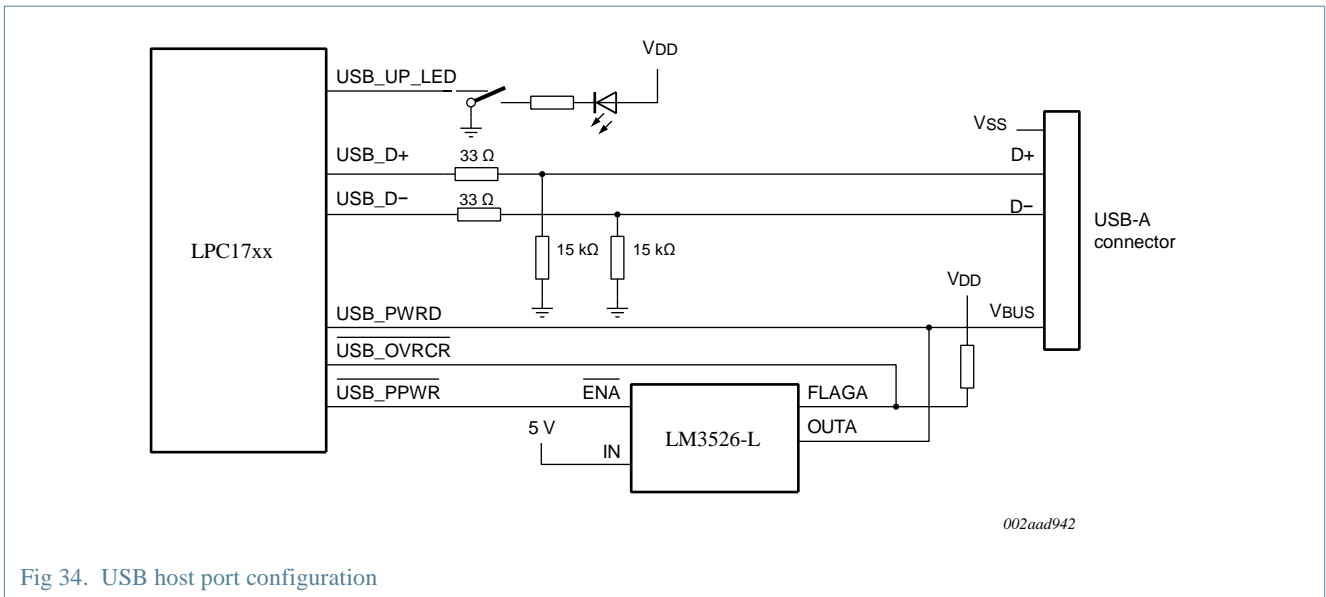 VDD
USB_UP_LED
VSS
USB_D+
33 Ω
D+
USB_D−
33 Ω
D−
USB-A
connector
LPC17xx
15 kΩ
15 kΩ
VDD
USB_PWRD
VBUS
USB_OVRCR
USB_PPWR
ENA
FLAGA
5 V
IN
LM3526-L
OUTA
002aad942
Fig 34. USB host port configuration